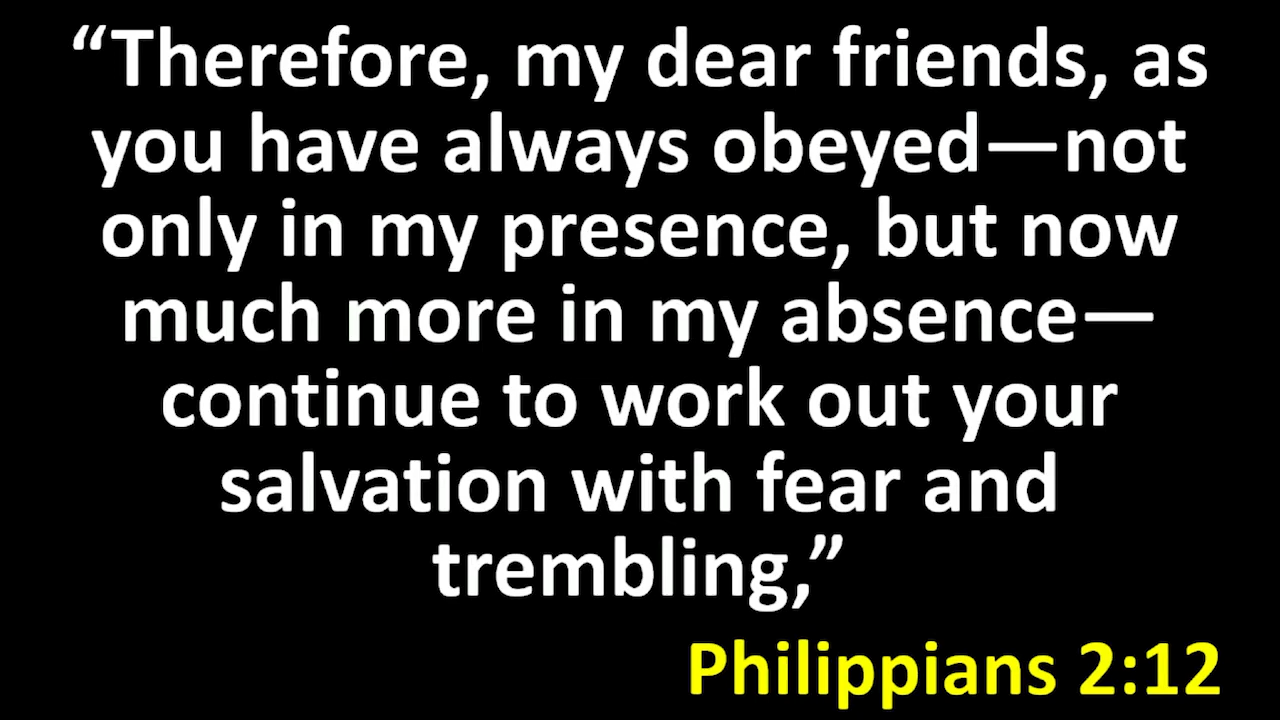 “Therefore, my dear friends, as
you have always obeyed—not
only in my presence, but now
much more in my absence—
continue to work out your
salvation with fear and
trembling,”
Philippians 2:12